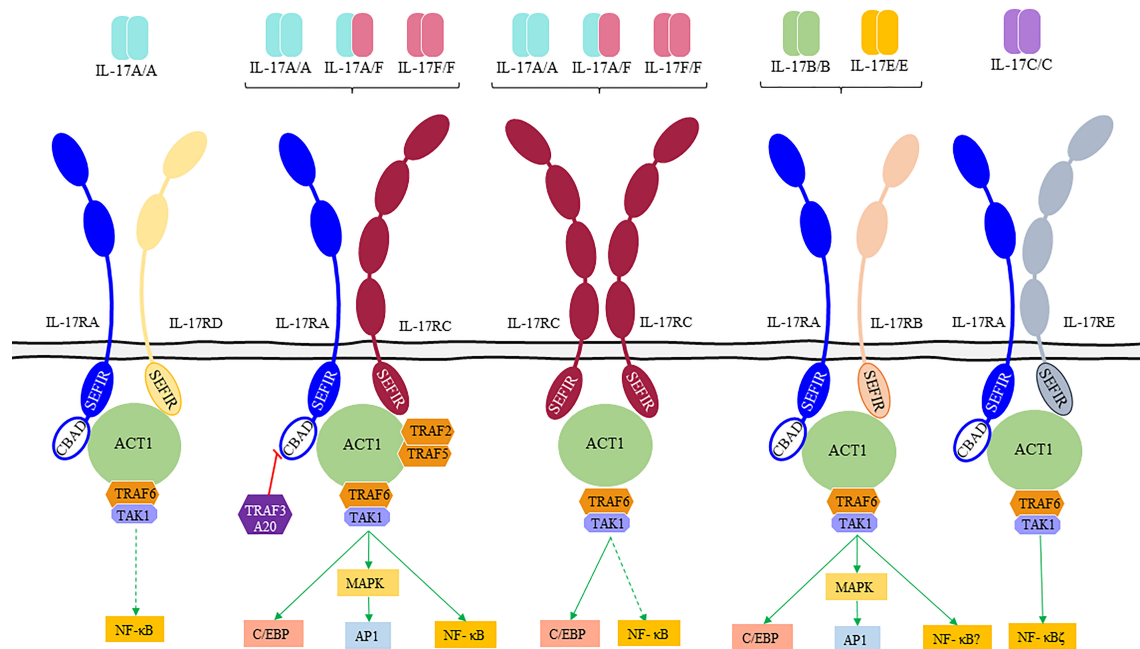 IL-17A/A
IL-17A/A IL-17A/F IL-17F/F
IL-17A/A IL-17A/F IL-17F/F
IL-17B/B IL-17E/E
IL-17C/C
IL-17RA IL-17RD
IL-17RA IL-17RC
IL-17RC IL-17RC
IL-17RA IL-17RB
IL-17RA IL-17RE
SEFIR SEFIR
CBAD
ACT1
TRAF6
TAK1
NF-κB
SEFIR SEFIR
CBAD
ACT1
TRAF2
TRAF5
TRAF3
A20
TRAF6
TAK1
MAPK
C/EBP AP1 NF- κB
SEFIR SEFIR
ACT1
TRAF6
TAK1
C/EBP NF- κB
SEFIR SEFIR
CBAD
ACT1
TRAF6
TAK1
MAPK
C/EBP AP1 NF- κB?
SEFIR SEFIR
CBAD
ACT1
TRAF6
TAK1
NF- κBζ